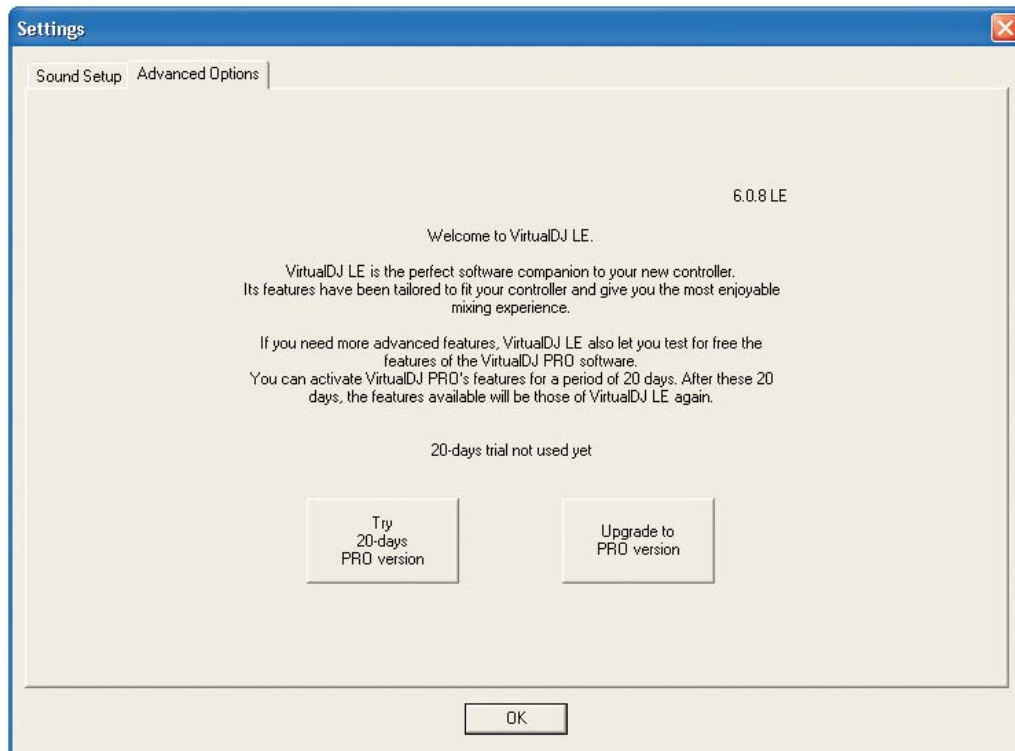 Settings
Sound Setup
Advanced Options
6.0.8 LE
Welcome to VirtualDJ LE.
VirtualDJ LE is the perfect software companion to your new controller.
Its features have been tailored to fit your controller and give you the most enjoyable
mixing experience.
If you need more advanced features, VirtualDJ LE also let you test for free the
features of the VirtualDJ PRO software.
You can activate VirtualDJ PRO's features for a period of 20 days. After these 20
days, the features available will be those of VirtualDJ LE again.
20-days trial not used yet
Try
20-days
PRO version
Upgrade to
PRO version
OK